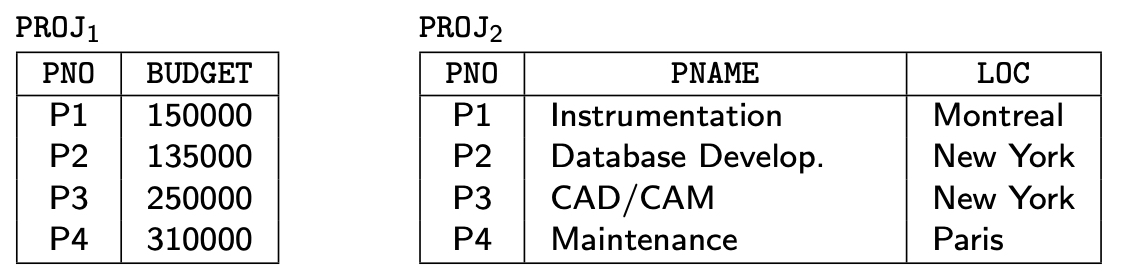 PROJ₁ PROJ₂
PNO BUDGET PNO PNAME LOC
P1 150000 P1 Instrumentation Montreal
P2 135000 P2 Database Develop. New York
P3 250000 P3 CAD/CAM New York
P4 310000 P4 Maintenance Paris